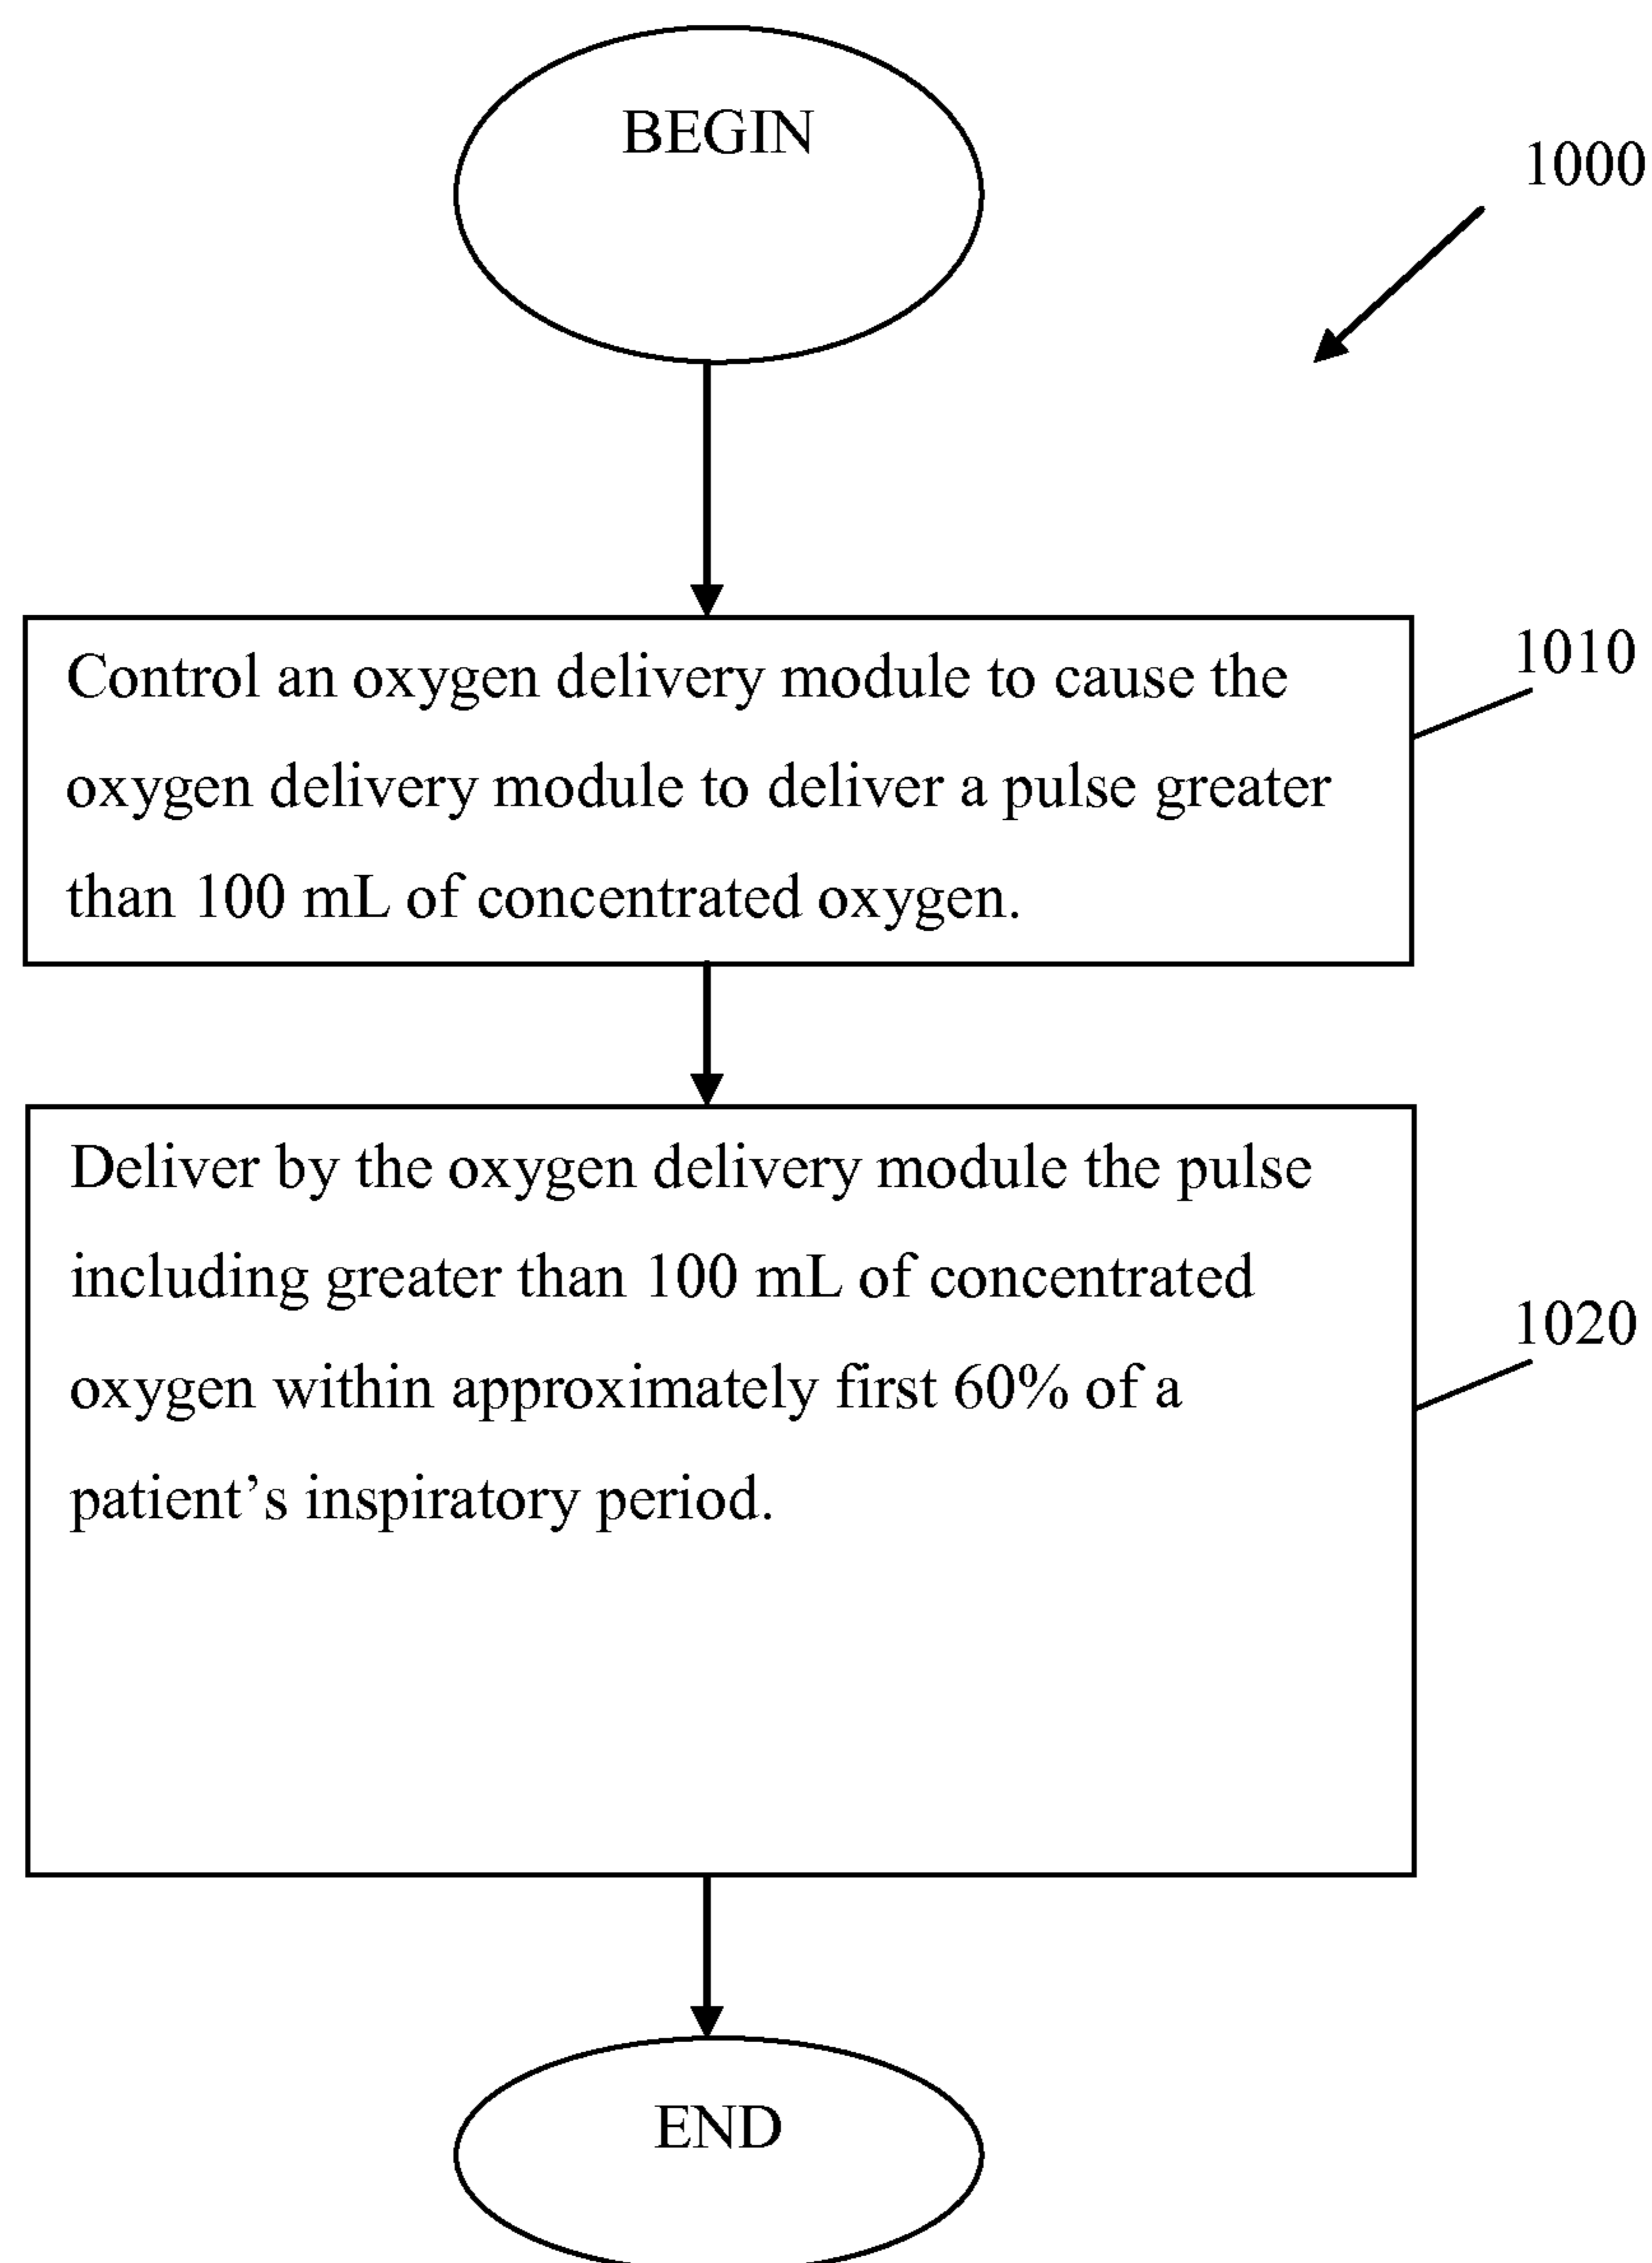 BEGIN
1000
Control an oxygen delivery module to cause the
oxygen delivery module to deliver a pulse greater
than 100 mL of concentrated oxygen.
1010
Deliver by the oxygen delivery module the pulse
including greater than 100 mL of concentrated
oxygen within approximately first 60% of a
patient’s inspiratory period.
1020
END